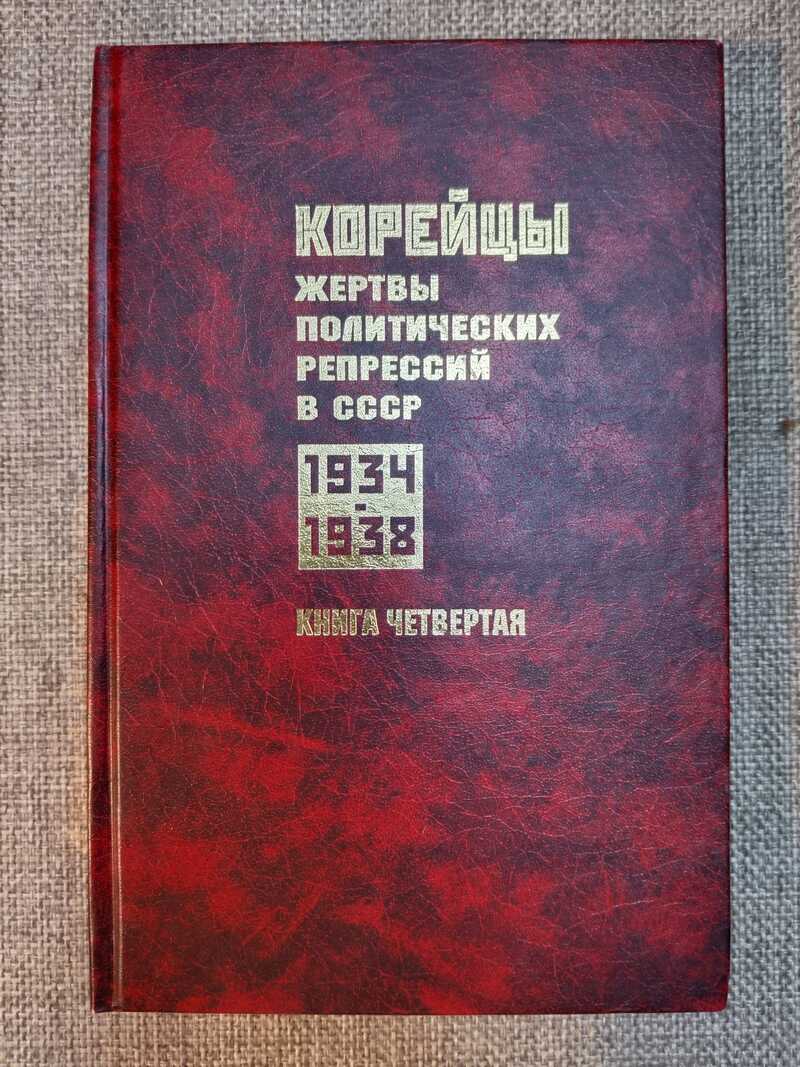 КОРЕЙЦЫ
ЖЕРТВЫ
ПОЛИТИЧЕСКИХ
РЕПРЕССИЙ
В СССР
1934
-
1938
КНИГА ЧЕТВЕРТАЯ